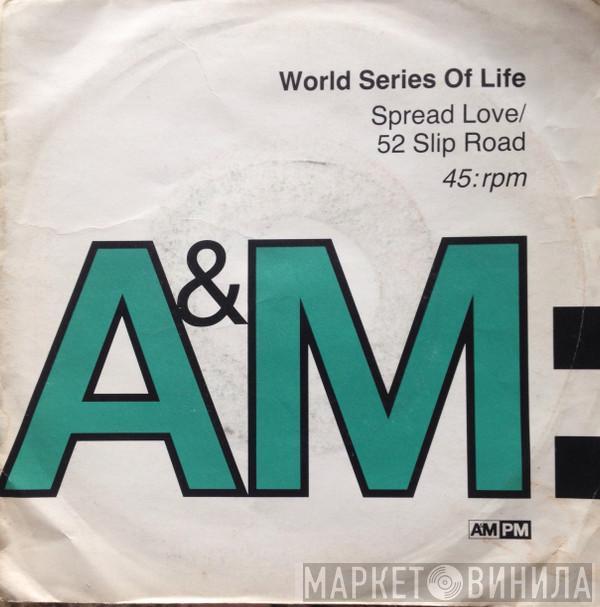 World Series Of Life
Spread Love/
52 Slip Road
45:rpm
A&M:
A&M PM
МАРКЕТ ВИНИЛА